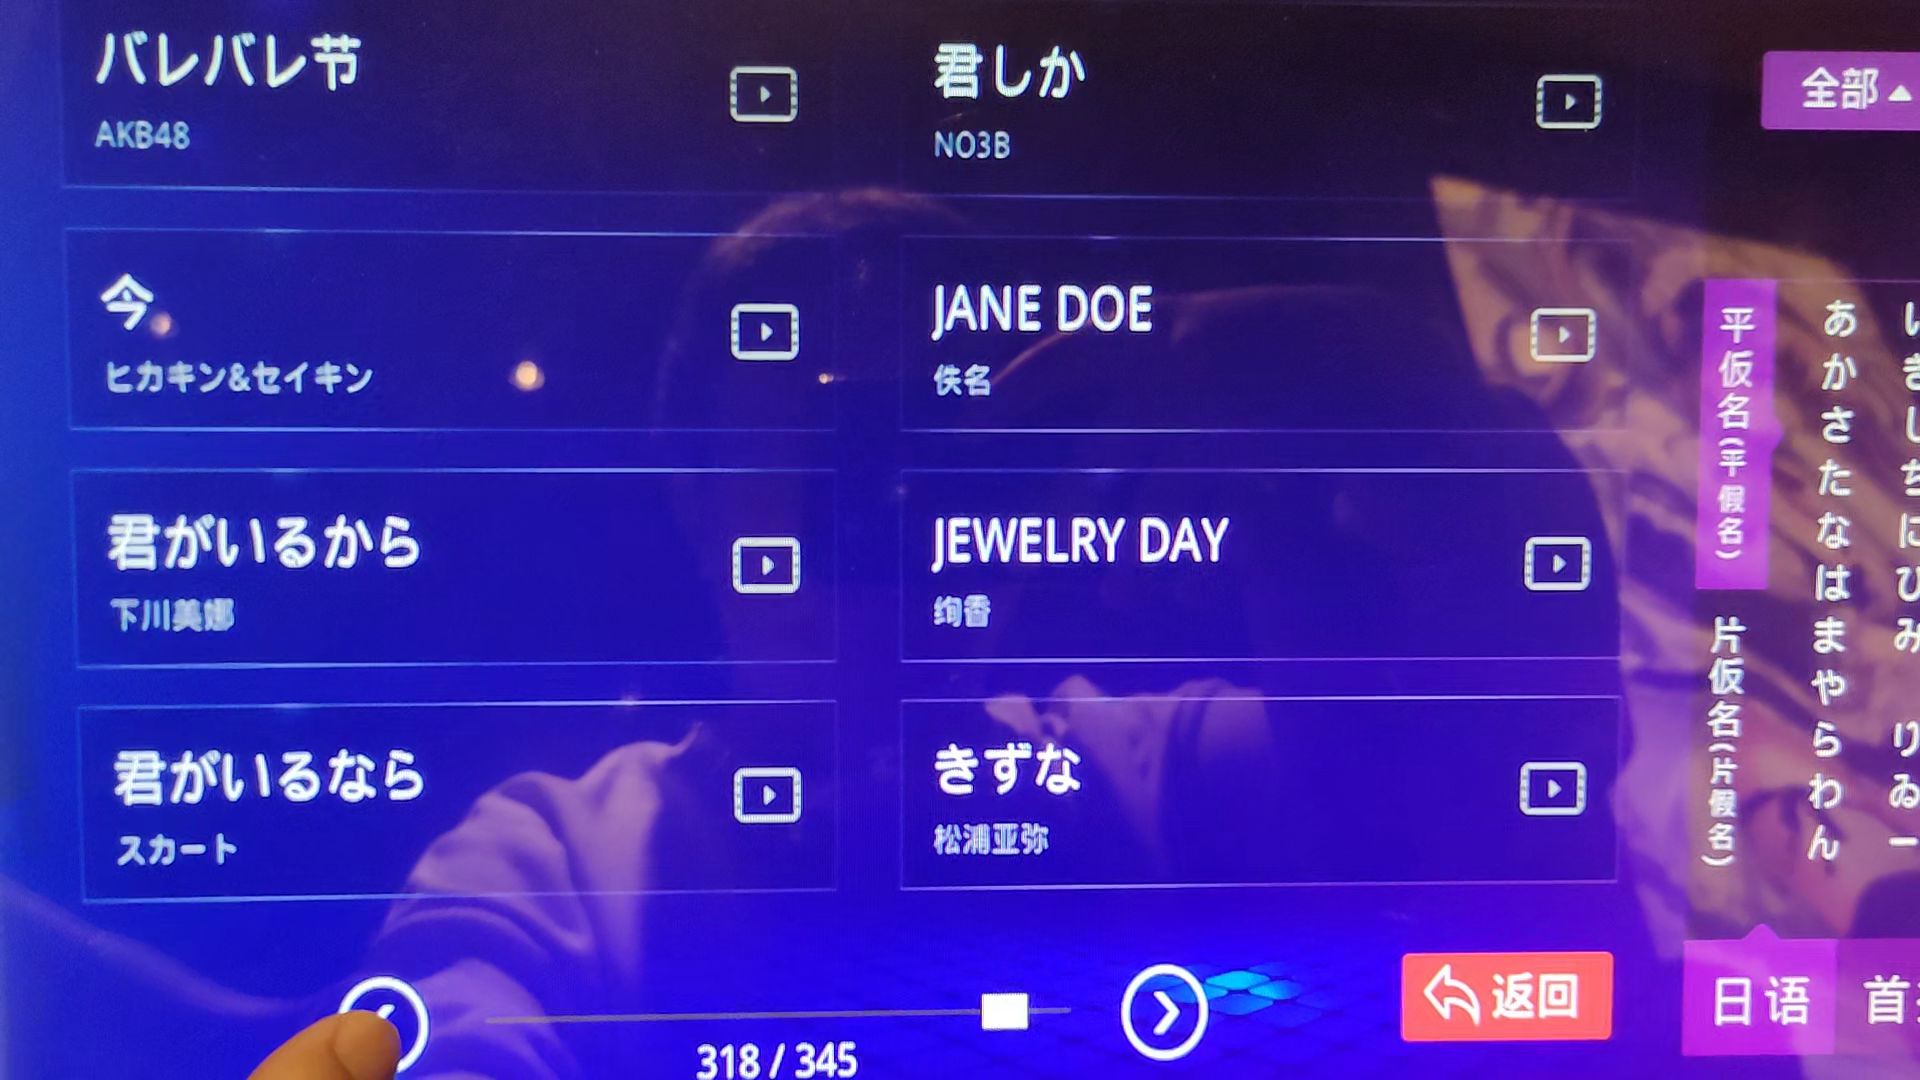 バレバレ节
AKB48
君しか
NO3B
今
ヒカキン&セイキン
JANE DOE
佚名
君がいるから
下川美娜
JEWELRY DAY
绚香
君がいるなら
スカート
きずな
松浦亚弥
318 / 345
返回
全部
平仮名(平假名)
片仮名(片假名)
あかさたなはまやらわん
いきしちにひみ りゐー
日语
首